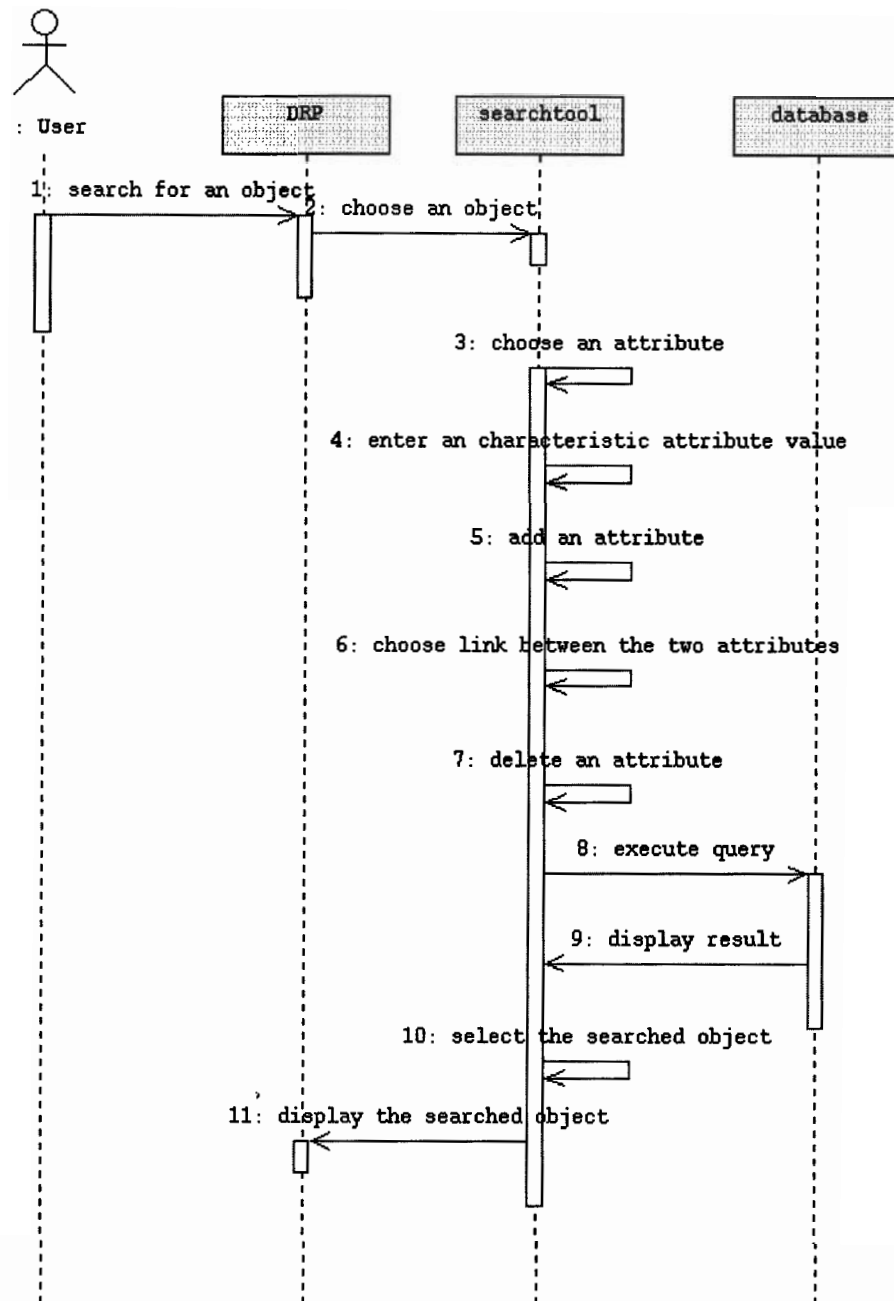 : User
DRP
searchtool
database
1: search for an object
2: choose an object
3: choose an attribute
4: enter an characteristic attribute value
5: add an attribute
6: choose link between the two attributes
7: delete an attribute
8: execute query
9: display result
10: select the searched object
11: display the searched object